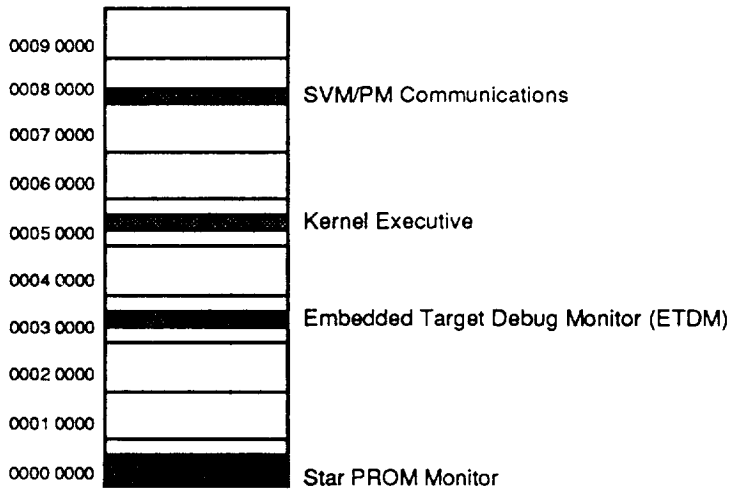 0009 0000
0008 0000
SVM/PM Communications
0007 0000
0006 0000
Kernel Executive
0005 0000
0004 0000
Embedded Target Debug Monitor (ETDM)
0003 0000
0002 0000
0001 0000
0000 0000
Star PROM Monitor